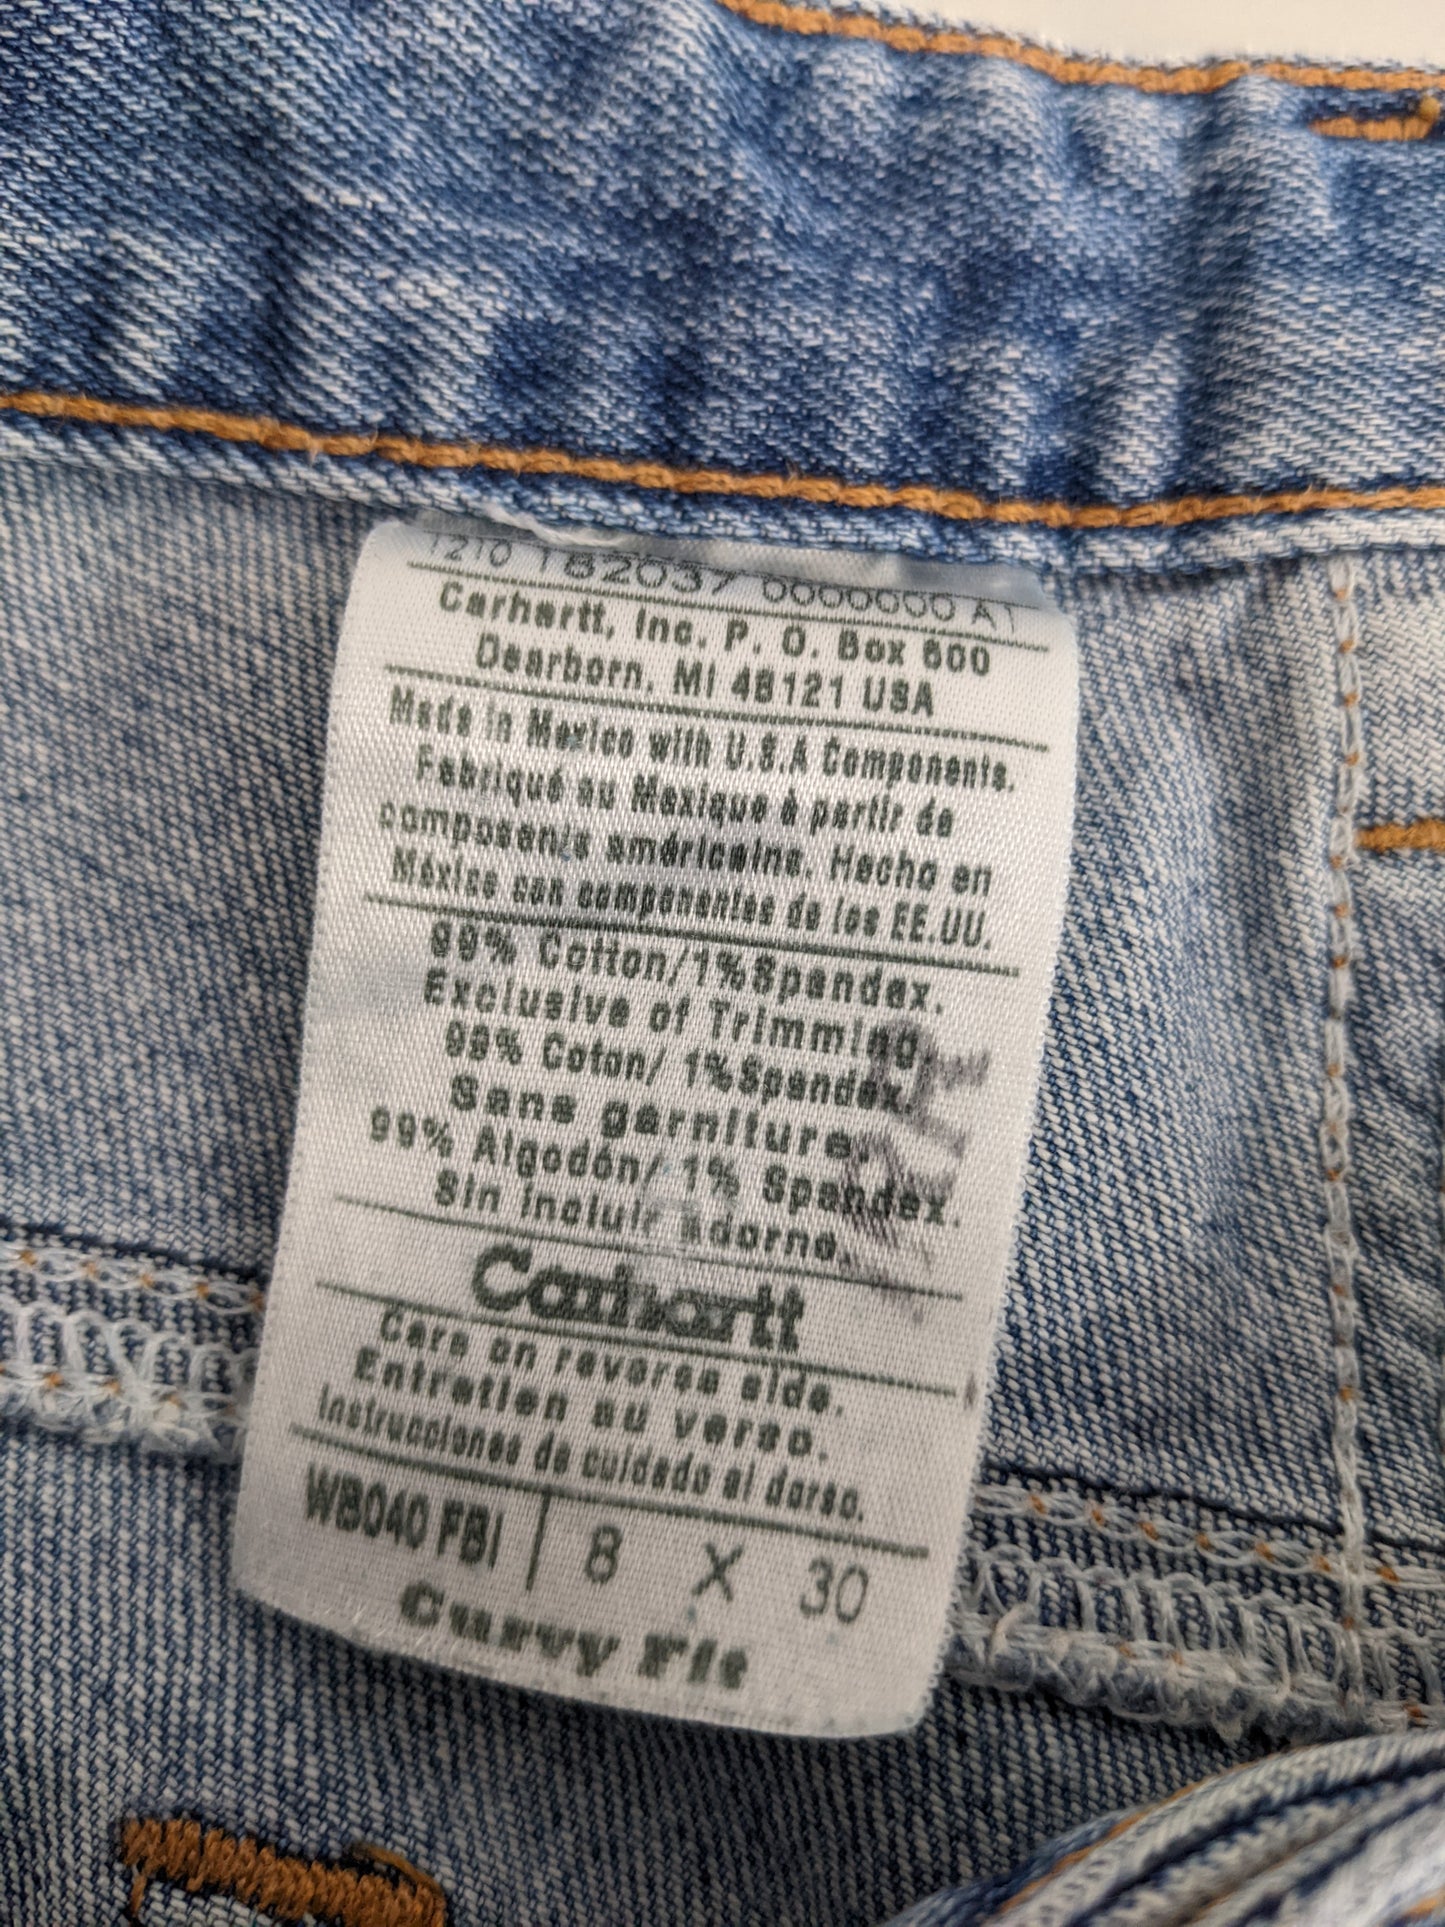 1210 182037 0000000 A1
Carhartt, Inc. P. O. Box 600
Dearborn, MI 48121 USA
Made in Mexico with U.S.A Components.
Fabriqué au Mexique à partir de
composants américains. Hecho en
México con componentes de los EE.UU.
99% Cotton/1%Spandex.
Exclusive of Trimming
99% Coton/ 1%Spandex.
Sans garniture.
99% Algodón/ 1% Spandex.
Sin incluir adorno.
Carhartt
Care on reverse side.
Entretien au verso.
Instrucciones de cuidado al dorso.
WB040 FBI | 8 X 30
Curvy Fit